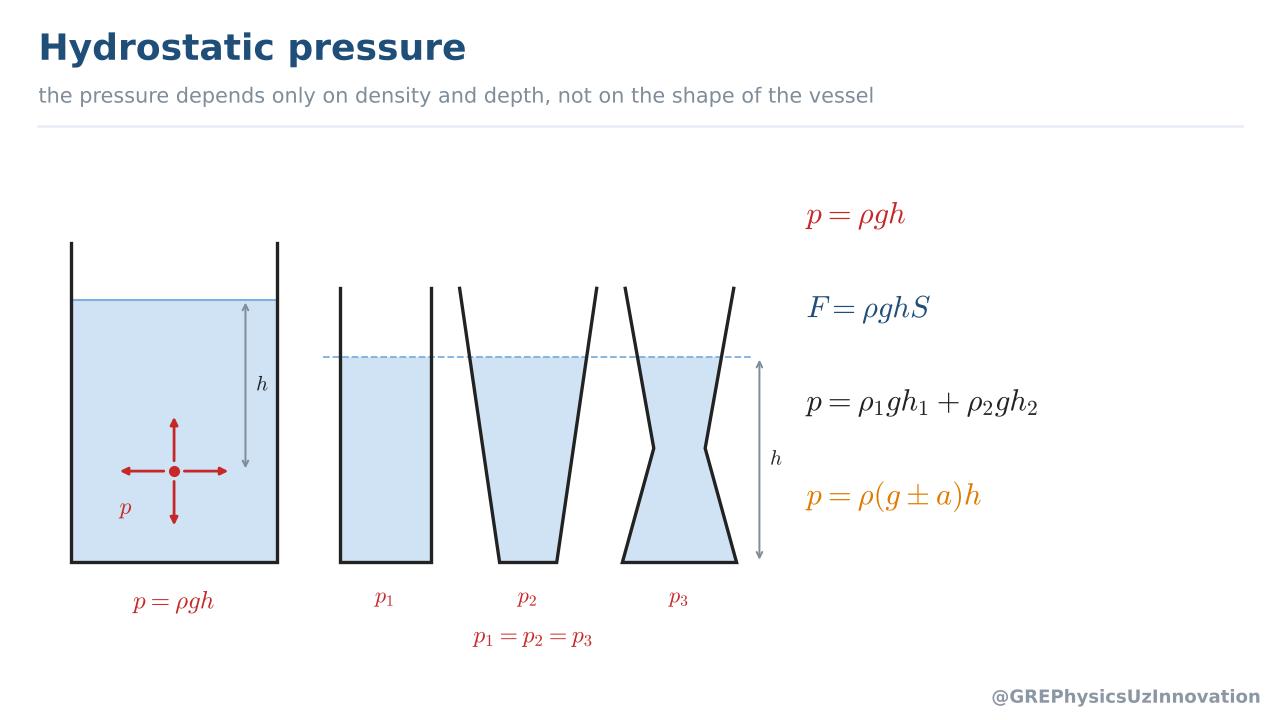 Hydrostatic pressure
the pressure depends only on density and depth, not on the shape of the vessel
h
p
p = ρgh
p₁
p₂
p₃
p₁ = p₂ = p₃
h
p = ρgh
F = ρghS
p = ρ₁gh₁ + ρ₂gh₂
p = ρ(g ± a)h
@GREPhysicsUzInnovation